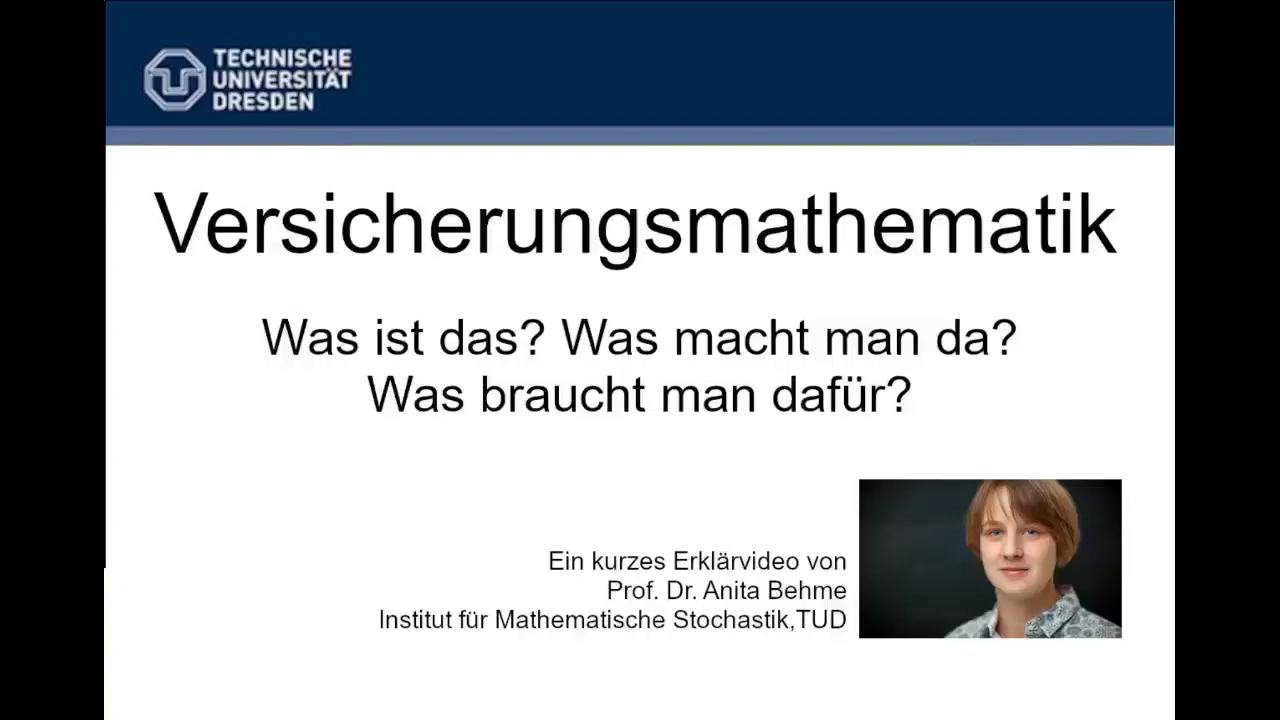 TECHNISCHE
UNIVERSITÄT
DRESDEN
Versicherungsmathematik
Was ist das? Was macht man da?
Was braucht man dafür?
Ein kurzes Erklärvideo von
Prof. Dr. Anita Behme
Institut für Mathematische Stochastik,TUD